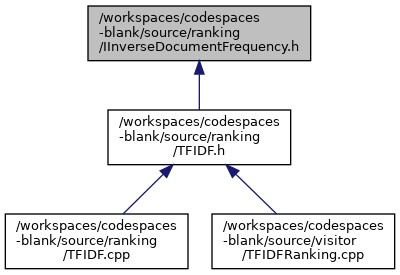 /workspaces/codespaces
-blank/source/ranking
/IInverseDocumentFrequency.h
/workspaces/codespaces
-blank/source/ranking
/TFIDF.h
/workspaces/codespaces
-blank/source/ranking
/TFIDF.cpp
/workspaces/codespaces
-blank/source/visitor
/TFIDFRanking.cpp